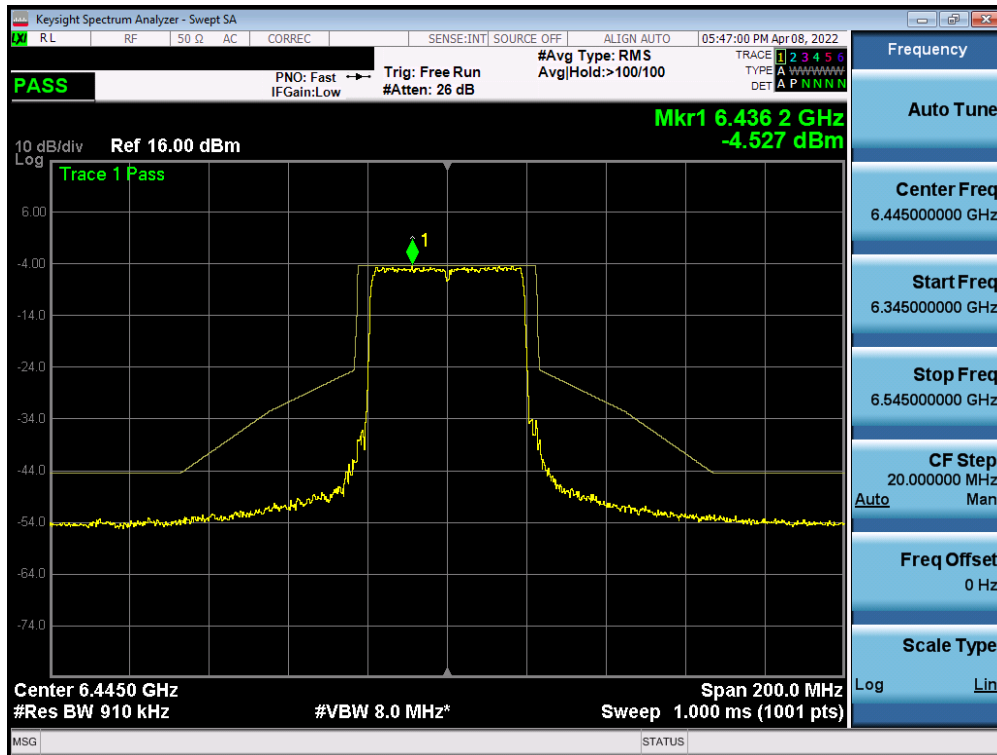 Keysight Spectrum Analyzer - Swept SA
LXI RL RF 50 Ω AC CORREC SENSE:INT SOURCE OFF ALIGN AUTO 05:47:00 PM Apr 08, 2022
PASS
PNO: Fast
IFGain:Low
Trig: Free Run
#Atten: 26 dB
#Avg Type: RMS
Avg|Hold:>100/100
TRACE 1 2 3 4 5 6
TYPE A WWWWW
DET A P N N N N
Mkr1 6.436 2 GHz
-4.527 dBm
10 dB/div Ref 16.00 dBm
Log
Trace 1 Pass
1
6.00
-4.00
-14.0
-24.0
-34.0
-44.0
-54.0
-64.0
-74.0
Center 6.4450 GHz Span 200.0 MHz
#Res BW 910 kHz #VBW 8.0 MHz* Sweep 1.000 ms (1001 pts)
MSG STATUS
Frequency
Auto Tune
Center Freq
6.445000000 GHz
Start Freq
6.345000000 GHz
Stop Freq
6.545000000 GHz
CF Step
20.000000 MHz
Auto Man
Freq Offset
0 Hz
Scale Type
Log Lin